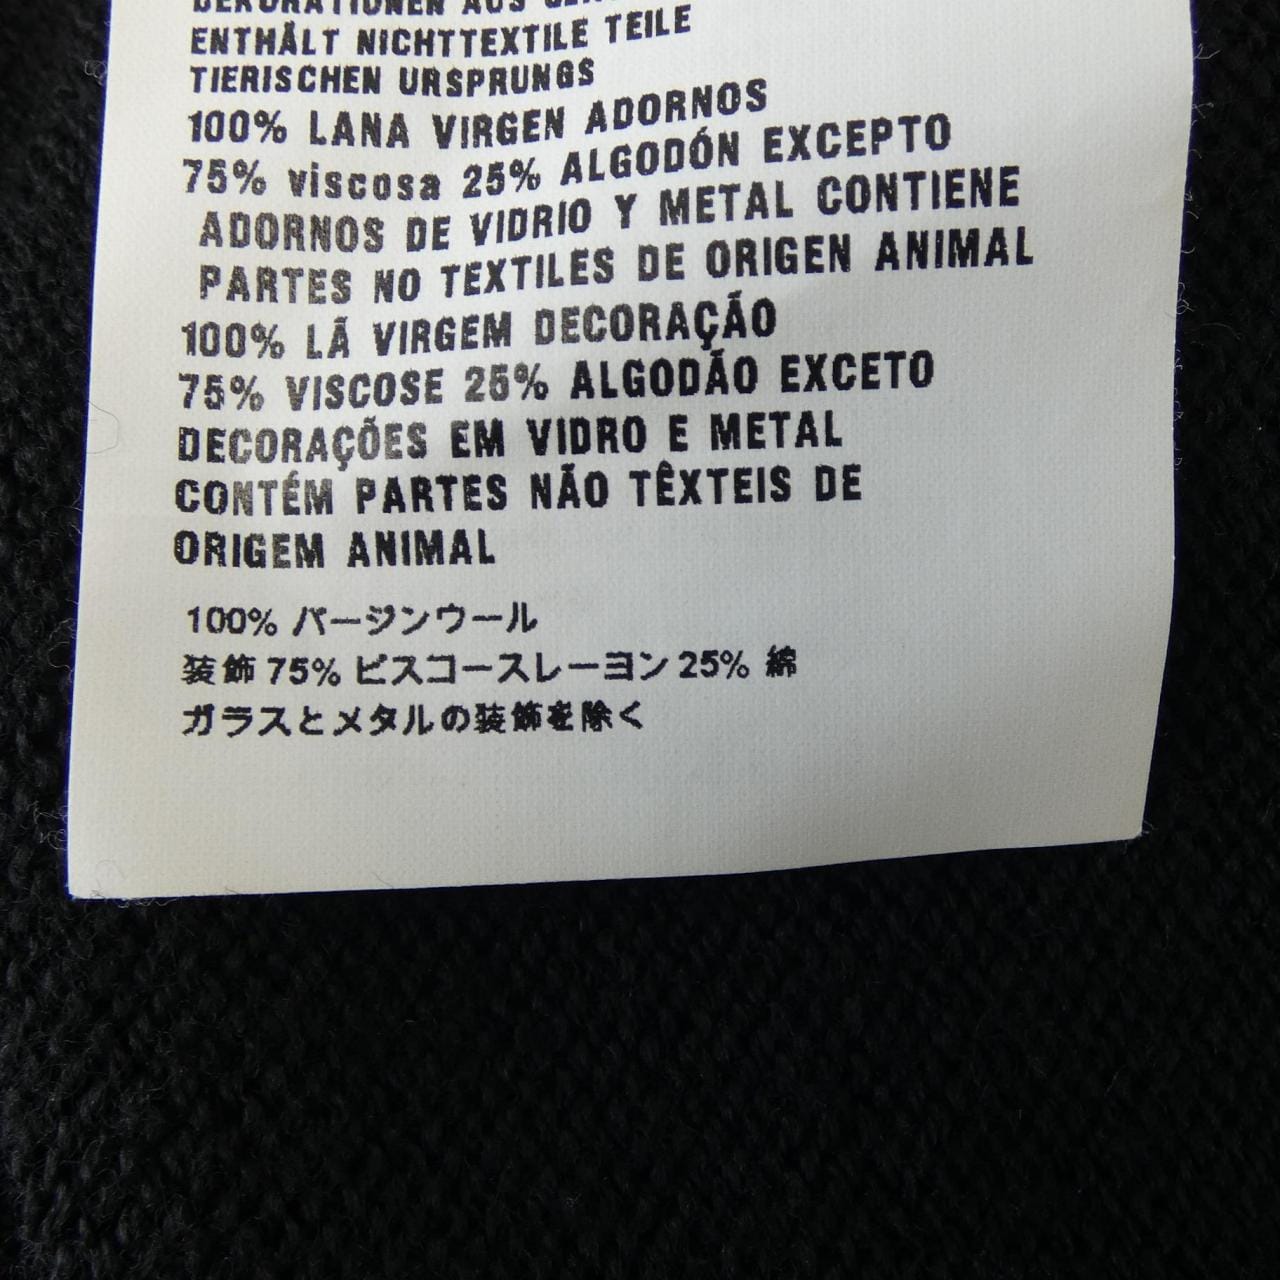 DEKORATIONEN AUS
ENTHÄLT NICHTTEXTILE TEILE
TIERISCHEN URSPRUNGS
100% LANA VIRGEN ADORNOS
75% viscosa 25% ALGODÓN EXCEPTO
ADORNOS DE VIDRIO Y METAL CONTIENE
PARTES NO TEXTILES DE ORIGEN ANIMAL
100% LÃ VIRGEM DECORAÇÃO
75% VISCOSE 25% ALGODÃO EXCETO
DECORAÇÕES EM VIDRO E METAL
CONTÉM PARTES NÃO TÊXTEIS DE
ORIGEM ANIMAL
100% バージンウール
装飾 75% ビスコースレーヨン 25% 綿
ガラスとメタルの装飾を除く